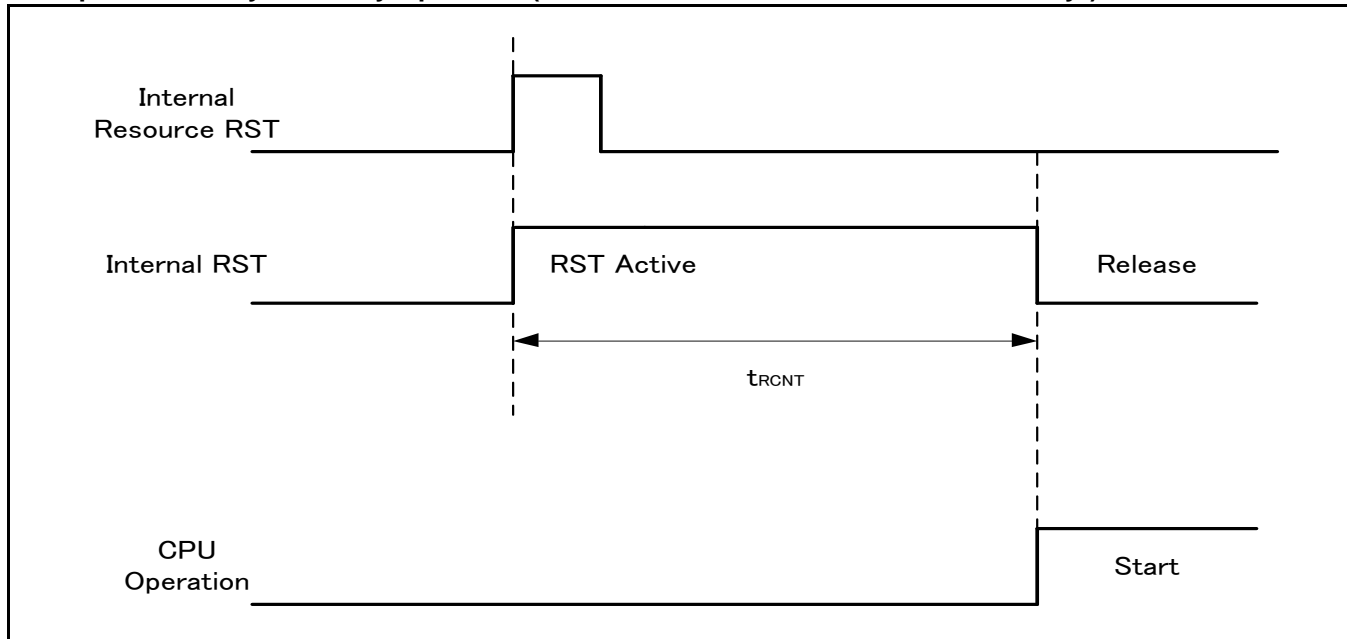 Internal
Resource RST
Internal RST
RST Active
Release
tRCNT
CPU
Operation
Start